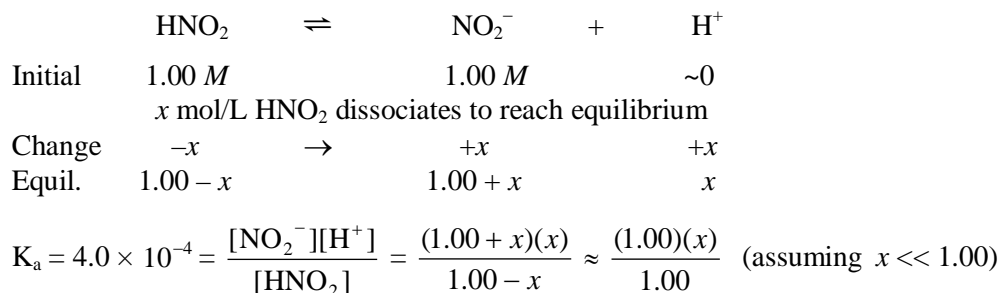 HNO₂ ⇌ NO₂⁻ + H⁺
Initial 1.00 M 1.00 M ~0
x mol/L HNO₂ dissociates to reach equilibrium
Change –x → +x +x
Equil. 1.00 – x 1.00 + x x
Kₐ = 4.0 × 10⁻⁴ = [NO₂⁻][H⁺] / [HNO₂] = (1.00 + x)(x) / 1.00 – x ≈ (1.00)(x) / 1.00 (assuming x << 1.00)